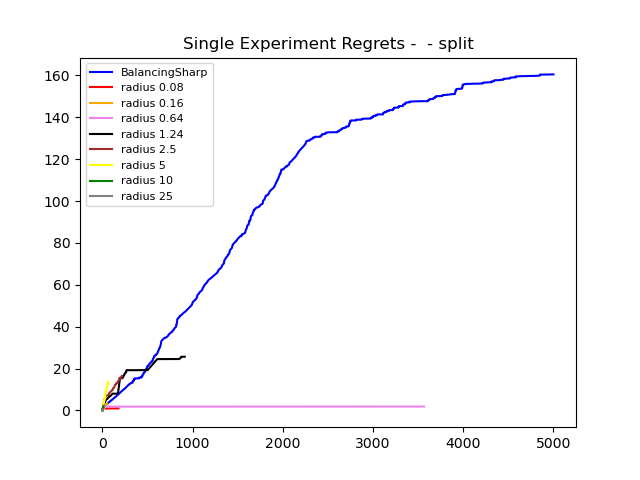 Single Experiment Regrets -  - split
BalancingSharp
radius 0.08
radius 0.16
radius 0.64
radius 1.24
radius 2.5
radius 5
radius 10
radius 25
160
140
120
100
80
60
40
20
0
0 1000 2000 3000 4000 5000